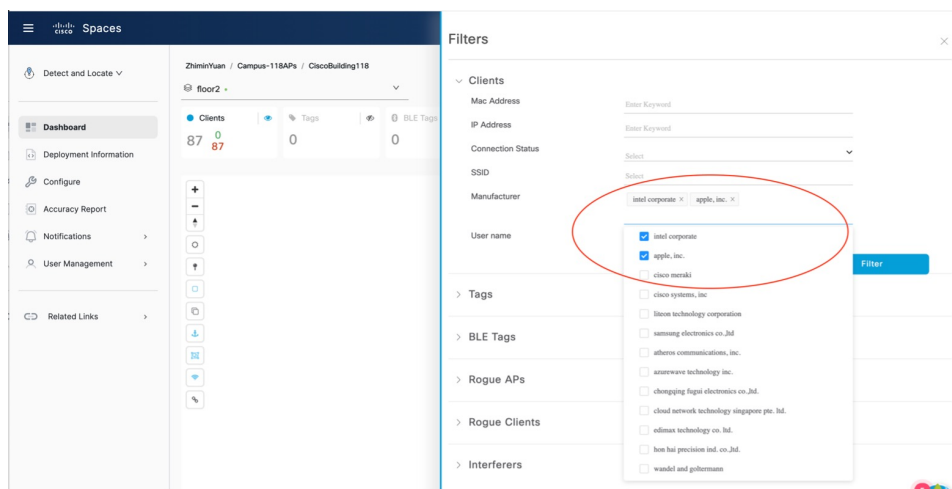 cisco Spaces
Detect and Locate
Dashboard
Deployment Information
Configure
Accuracy Report
Notifications
User Management
Related Links
ZhiminYuan / Campus-118APs / CiscoBuilding118
floor2
Clients
87 0
87
Tags
0
BLE Tags
0
Filters
Clients
Mac Address
Enter Keyword
IP Address
Enter Keyword
Connection Status
Select
SSID
Select
Manufacturer
intel corporate × apple, inc. ×
User name
intel corporate
apple, inc.
cisco meraki
cisco systems, inc
liteon technology corporation
samsung electronics co.,ltd
atheros communications, inc.
azurewave technology inc.
chongqing fugui electronics co.,ltd.
cloud network technology singapore pte. ltd.
edimax technology co. ltd.
hon hai precision ind. co.,ltd.
wandel and goltermann
Filter
Tags
BLE Tags
Rogue APs
Rogue Clients
Interferers